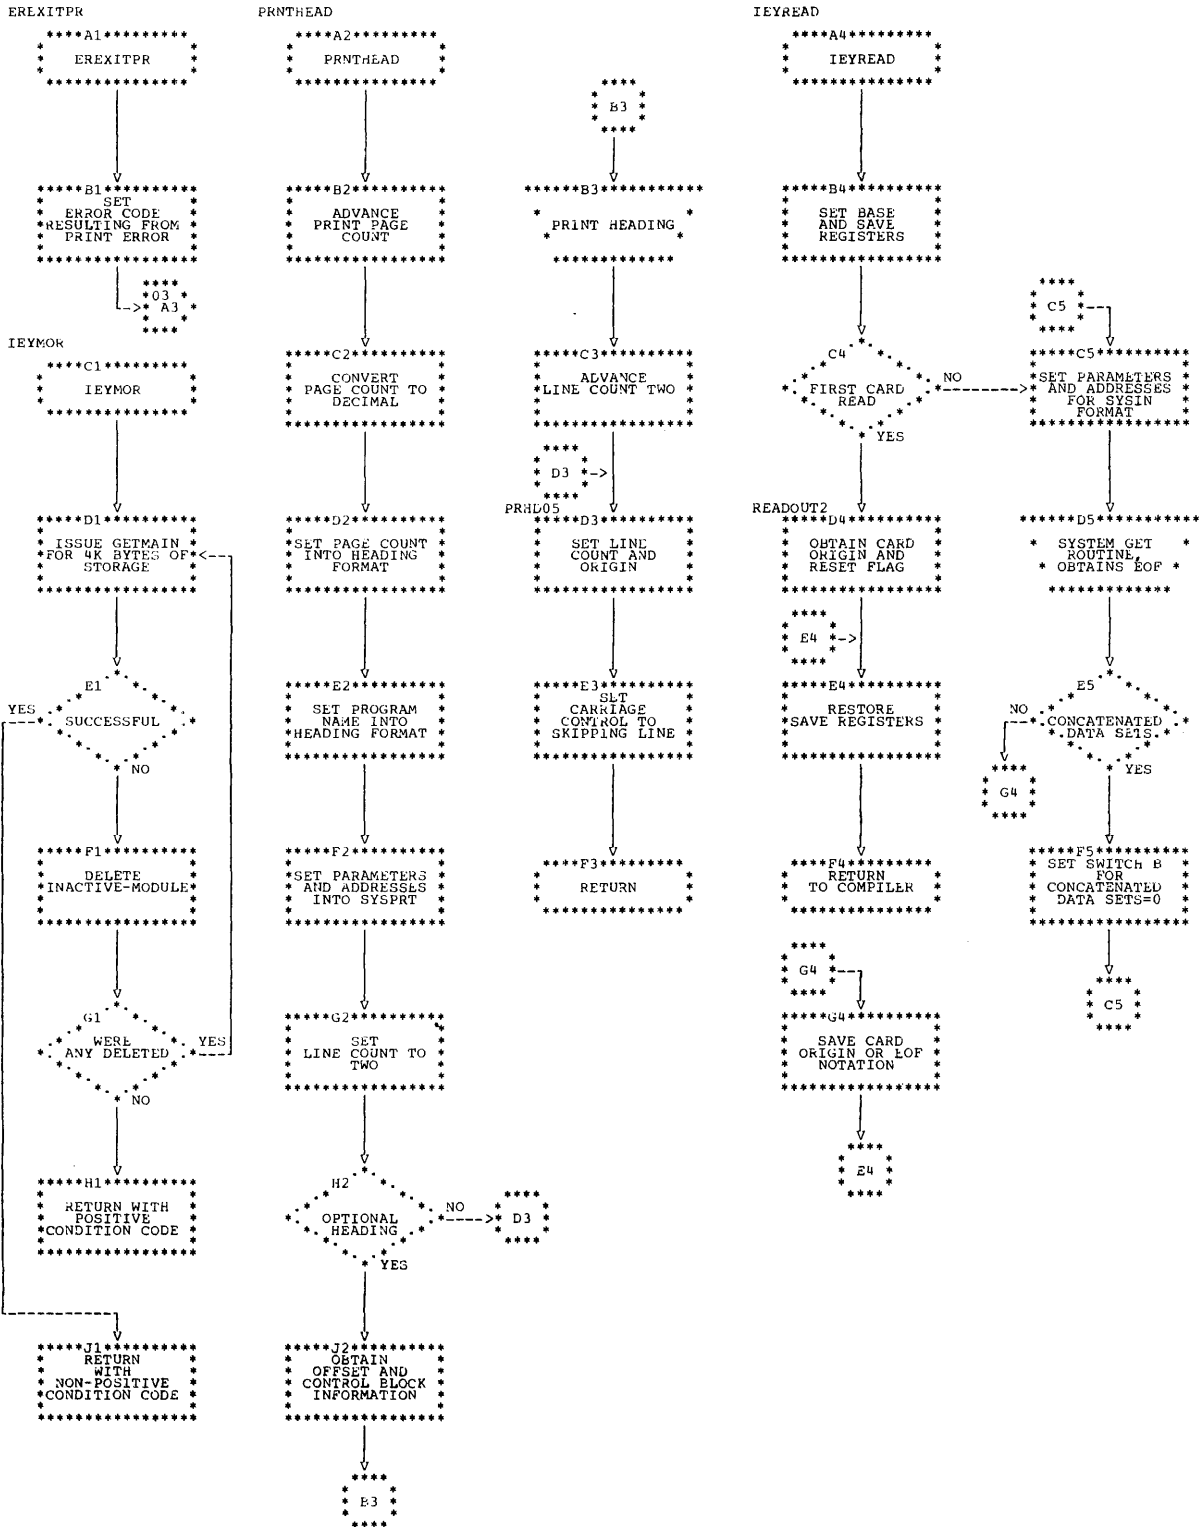 EREXITPR
A1
EREXITPR
B1
SET
ERROR CODE
RESULTING FROM
PRINT ERROR
03
A3
IEYMOR
C1
IEYMOR
D1
ISSUE GETMAIN
FOR 4K BYTES OF
STORAGE
E1
YES
SUCCESSFUL
NO
F1
DELETE
INACTIVE-MODULE
G1
WERE
ANY DELETED
YES
NO
H1
RETURN WITH
POSITIVE
CONDITION CODE
J1
RETURN
WITH
NON-POSITIVE
CONDITION CODE
PRNTHEAD
A2
PRNTHEAD
B2
ADVANCE
PRINT PAGE
COUNT
C2
CONVERT
PAGE COUNT TO
DECIMAL
D2
SET PAGE COUNT
INTO HEADING
FORMAT
E2
SET PROGRAM
NAME INTO
HEADING FORMAT
F2
SET PARAMETERS
AND ADDRESSES
INTO SYSPRT
G2
SET
LINE COUNT TO
TWO
H2
OPTIONAL
HEADING
NO
D3
YES
J2
OBTAIN
OFFSET AND
CONTROL BLOCK
INFORMATION
B3
B3
B3
PRINT HEADING
C3
ADVANCE
LINE COUNT TWO
D3
PRHD05
D3
SET LINE
COUNT AND
ORIGIN
E3
SET
CARRIAGE
CONTROL TO
SKIPPING LINE
F3
RETURN
IEYREAD
A4
IEYREAD
B4
SET BASE
AND SAVE
REGISTERS
C4
FIRST CARD
READ
NO
YES
READOUT2
D4
OBTAIN CARD
ORIGIN AND
RESET FLAG
E4
E4
RESTORE
SAVE REGISTERS
F4
RETURN
TO COMPILER
G4
G4
SAVE CARD
ORIGIN OR EOF
NOTATION
E4
C5
C5
SET PARAMETERS
AND ADDRESSES
FOR SYSIN
FORMAT
D5
SYSTEM GET
ROUTINE,
OBTAINS EOF
E5
NO
CONCATENATED
DATA SETS
YES
G4
F5
SET SWITCH B
FOR
CONCATENATED
DATA SETS=0
C5